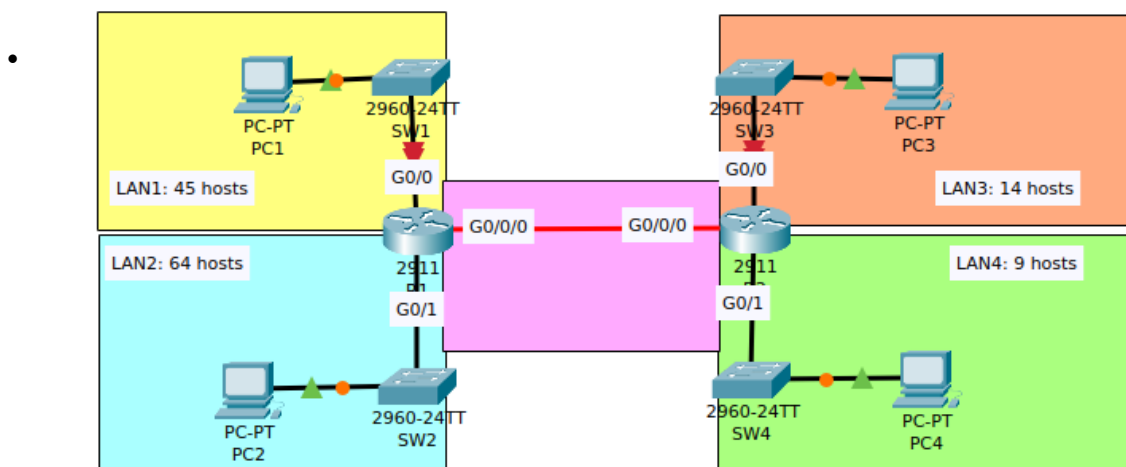 PC-PT
PC1
2960-24TT
SW1
G0/0
LAN1: 45 hosts
2960-24TT
SW3
PC-PT
PC3
G0/0
LAN3: 14 hosts
G0/0/0
G0/0/0
LAN2: 64 hosts
2911
G0/1
PC-PT
PC2
2960-24TT
SW2
2911
LAN4: 9 hosts
G0/1
2960-24TT
SW4
PC-PT
PC4